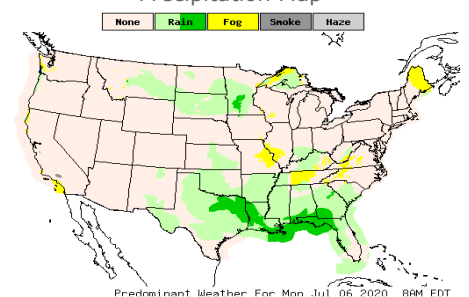 Precipitation Map
None Rain Fog Smoke Haze
Predominant Weather For Mon Jul 06 2020 8AM EDT